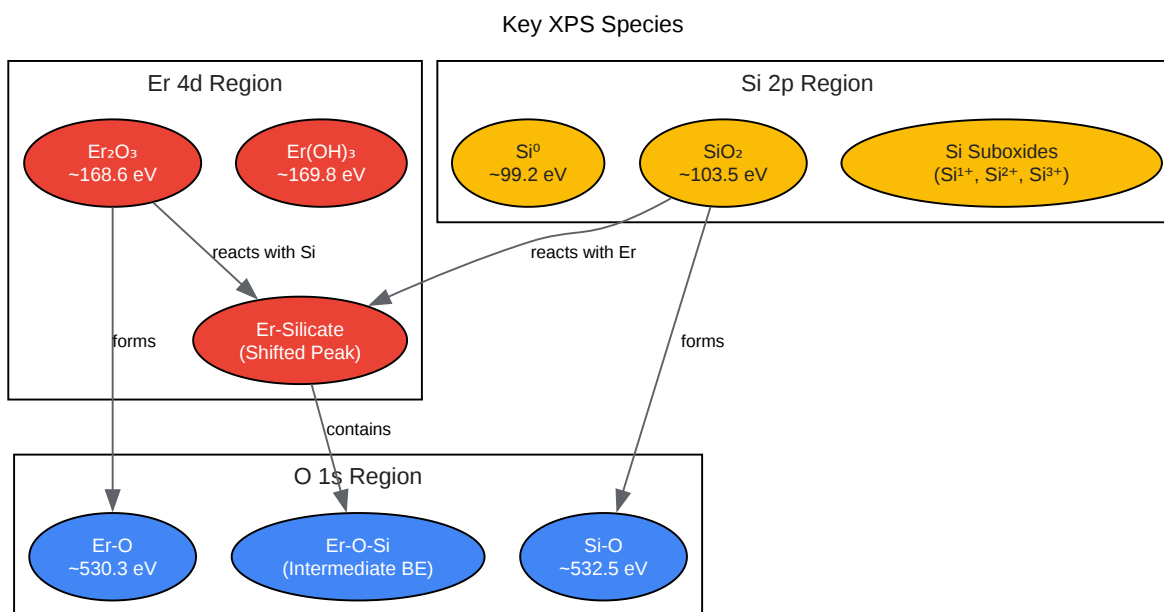 Key XPS Species
Er 4d Region
Si 2p Region
Er₂O₃
~168.6 eV
Er(OH)₃
~169.8 eV
Si⁰
~99.2 eV
SiO₂
~103.5 eV
Si Suboxides
(Si¹⁺, Si²⁺, Si³⁺)
reacts with Si
reacts with Er
Er-Silicate
(Shifted Peak)
forms
forms
contains
O 1s Region
Er-O
~530.3 eV
Er-O-Si
(Intermediate BE)
Si-O
~532.5 eV